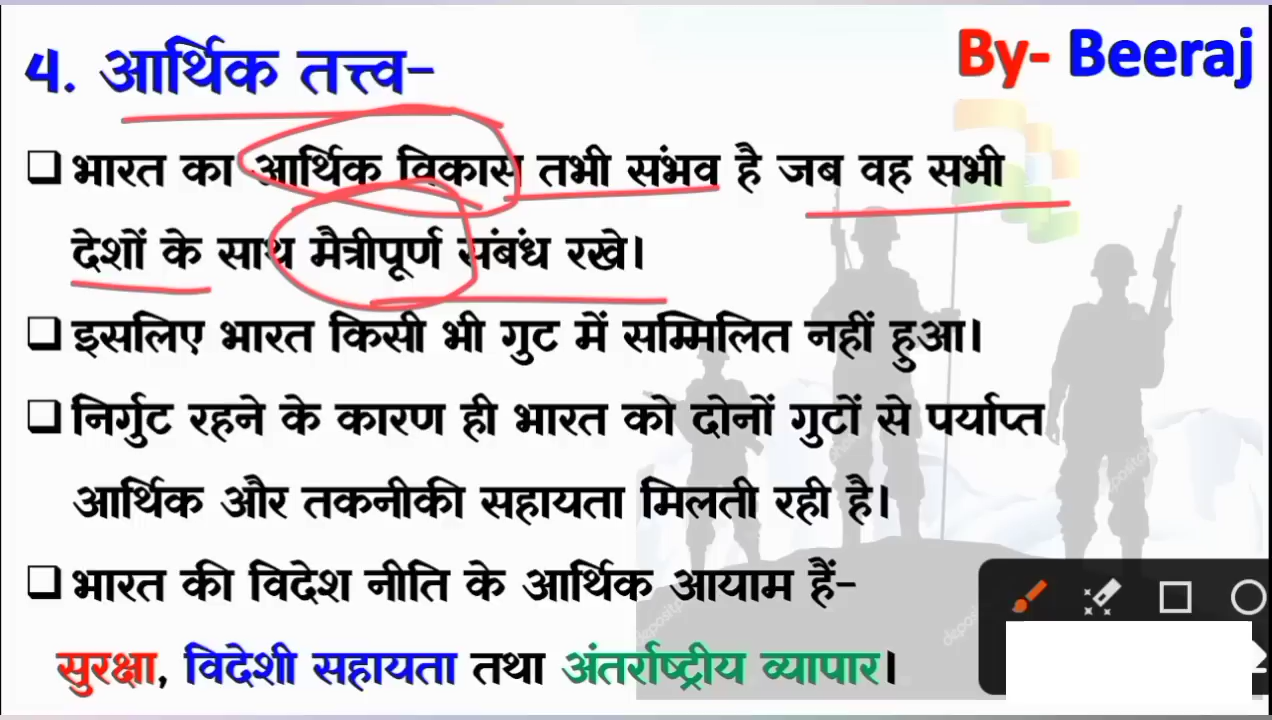 4. आर्थिक तत्त्व-
By- Beeraj
भारत का आर्थिक विकास तभी संभव है जब वह सभी
देशों के साथ मैत्रीपूर्ण संबंध रखे।
इसलिए भारत किसी भी गुट में सम्मिलित नहीं हुआ।
निर्गुट रहने के कारण ही भारत को दोनों गुटों से पर्याप्त
आर्थिक और तकनीकी सहायता मिलती रही है।
भारत की विदेश नीति के आर्थिक आयाम हैं-
सुरक्षा, विदेशी सहायता तथा अंतर्राष्ट्रीय व्यापार।